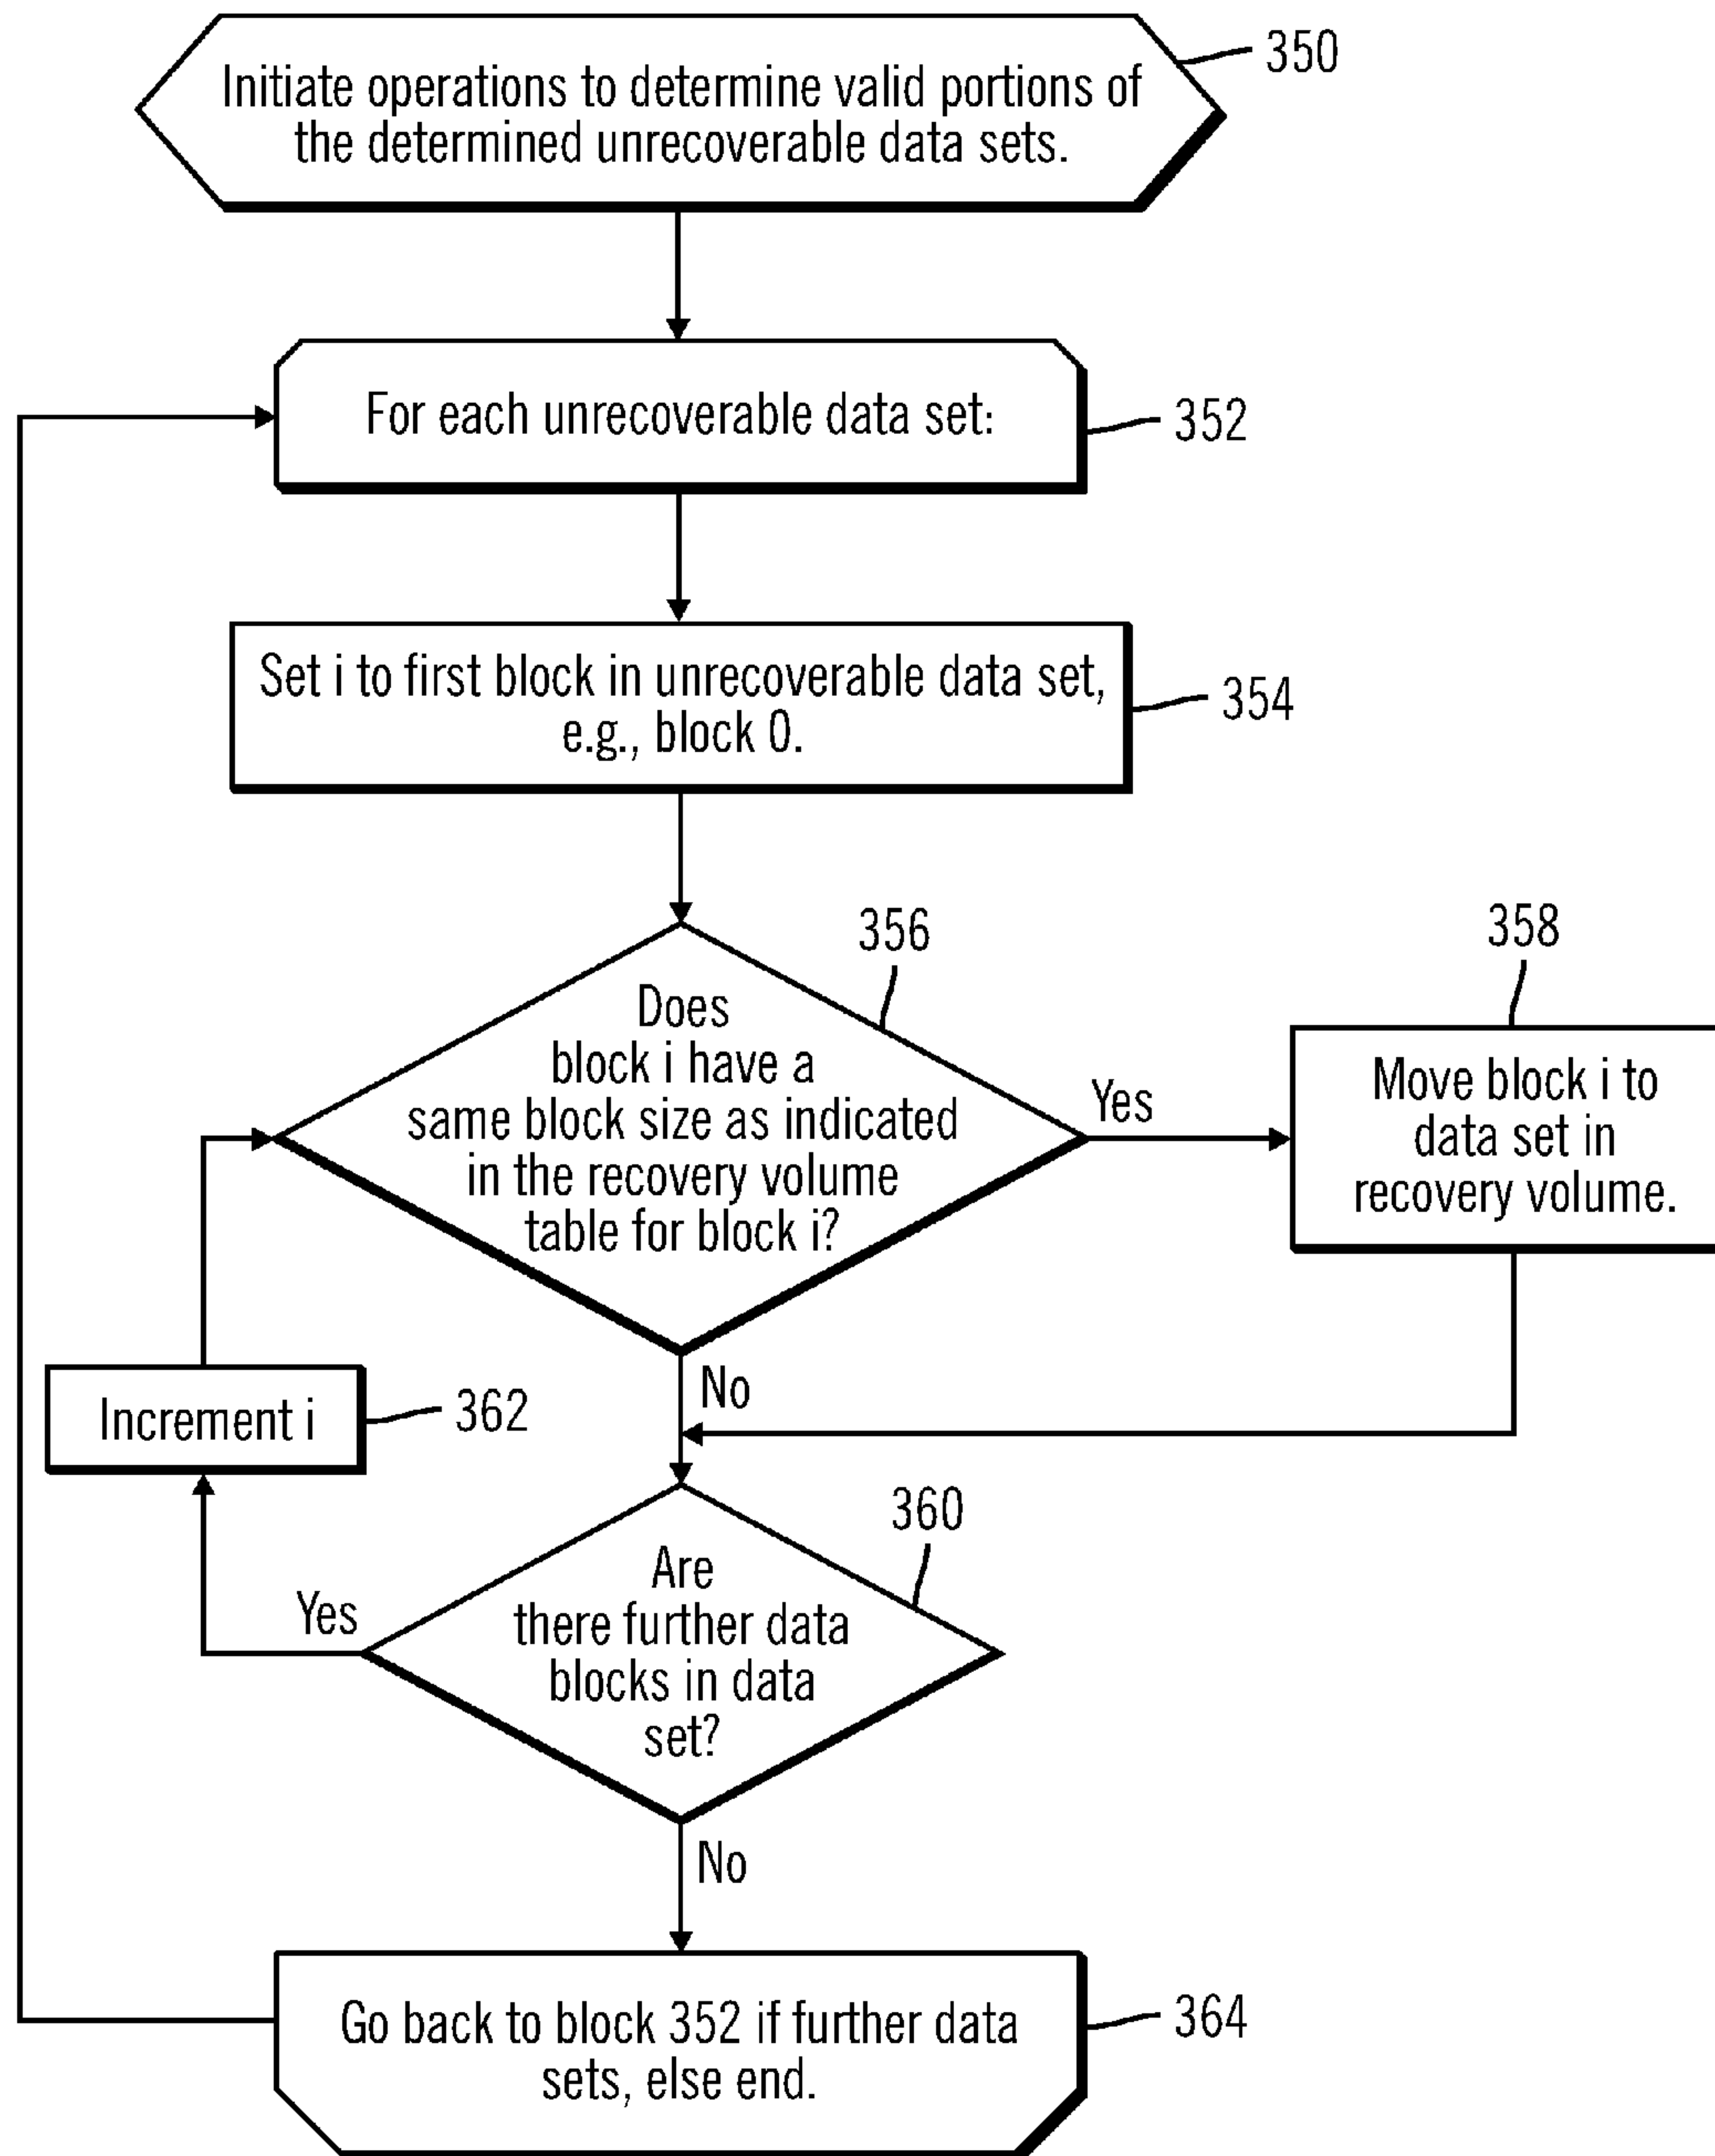 Initiate operations to determine valid portions of
the determined unrecoverable data sets.
350
For each unrecoverable data set:
352
Set i to first block in unrecoverable data set,
e.g., block 0.
354
356
Does
block i have a
same block size as indicated
in the recovery volume
table for block i?
Yes
358
Move block i to
data set in
recovery volume.
No
Increment i
362
360
Are
there further data
blocks in data
set?
Yes
No
Go back to block 352 if further data
sets, else end.
364